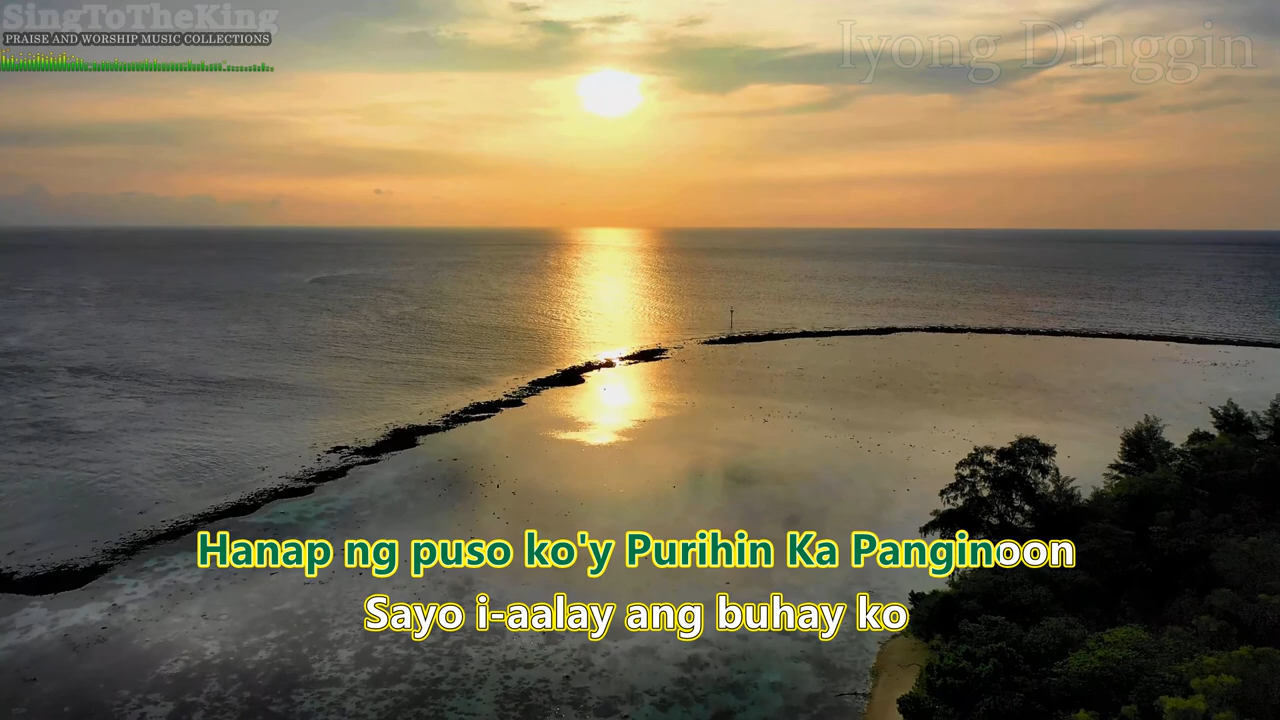 SingToTheKing
PRAISE AND WORSHIP MUSIC COLLECTIONS
Iyong Dinggin
Hanap ng puso ko'y Purihin Ka Panginoon
Sayo i-aalay ang buhay ko